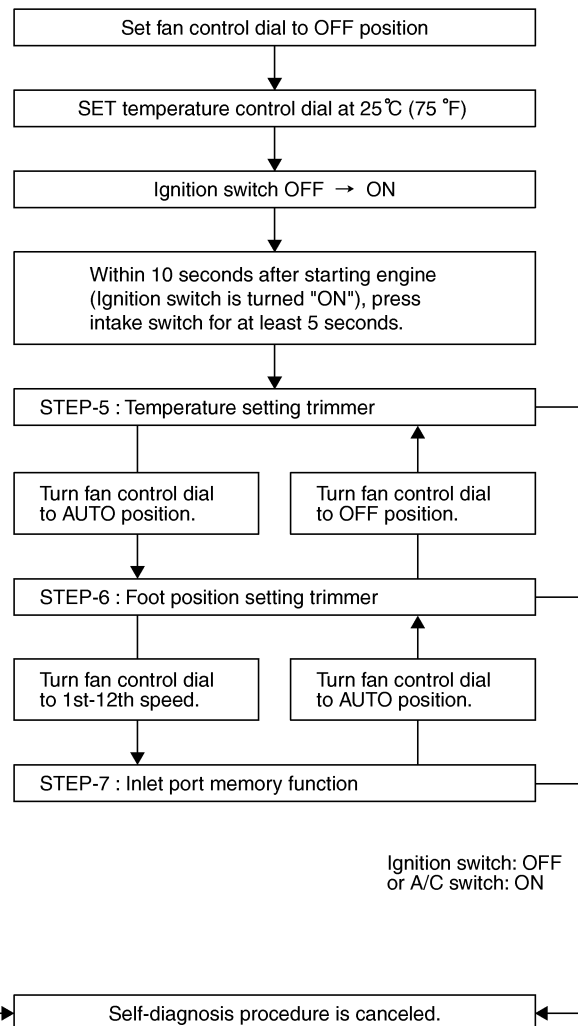 Set fan control dial to OFF position
SET temperature control dial at 25°C (75 °F)
Ignition switch OFF → ON
Within 10 seconds after starting engine
(Ignition switch is turned "ON"), press
intake switch for at least 5 seconds.
STEP-5 : Temperature setting trimmer
Turn fan control dial
to AUTO position.
Turn fan control dial
to OFF position.
STEP-6 : Foot position setting trimmer
Turn fan control dial
to 1st-12th speed.
Turn fan control dial
to AUTO position.
STEP-7 : Inlet port memory function
Ignition switch: OFF
or A/C switch: ON
Self-diagnosis procedure is canceled.